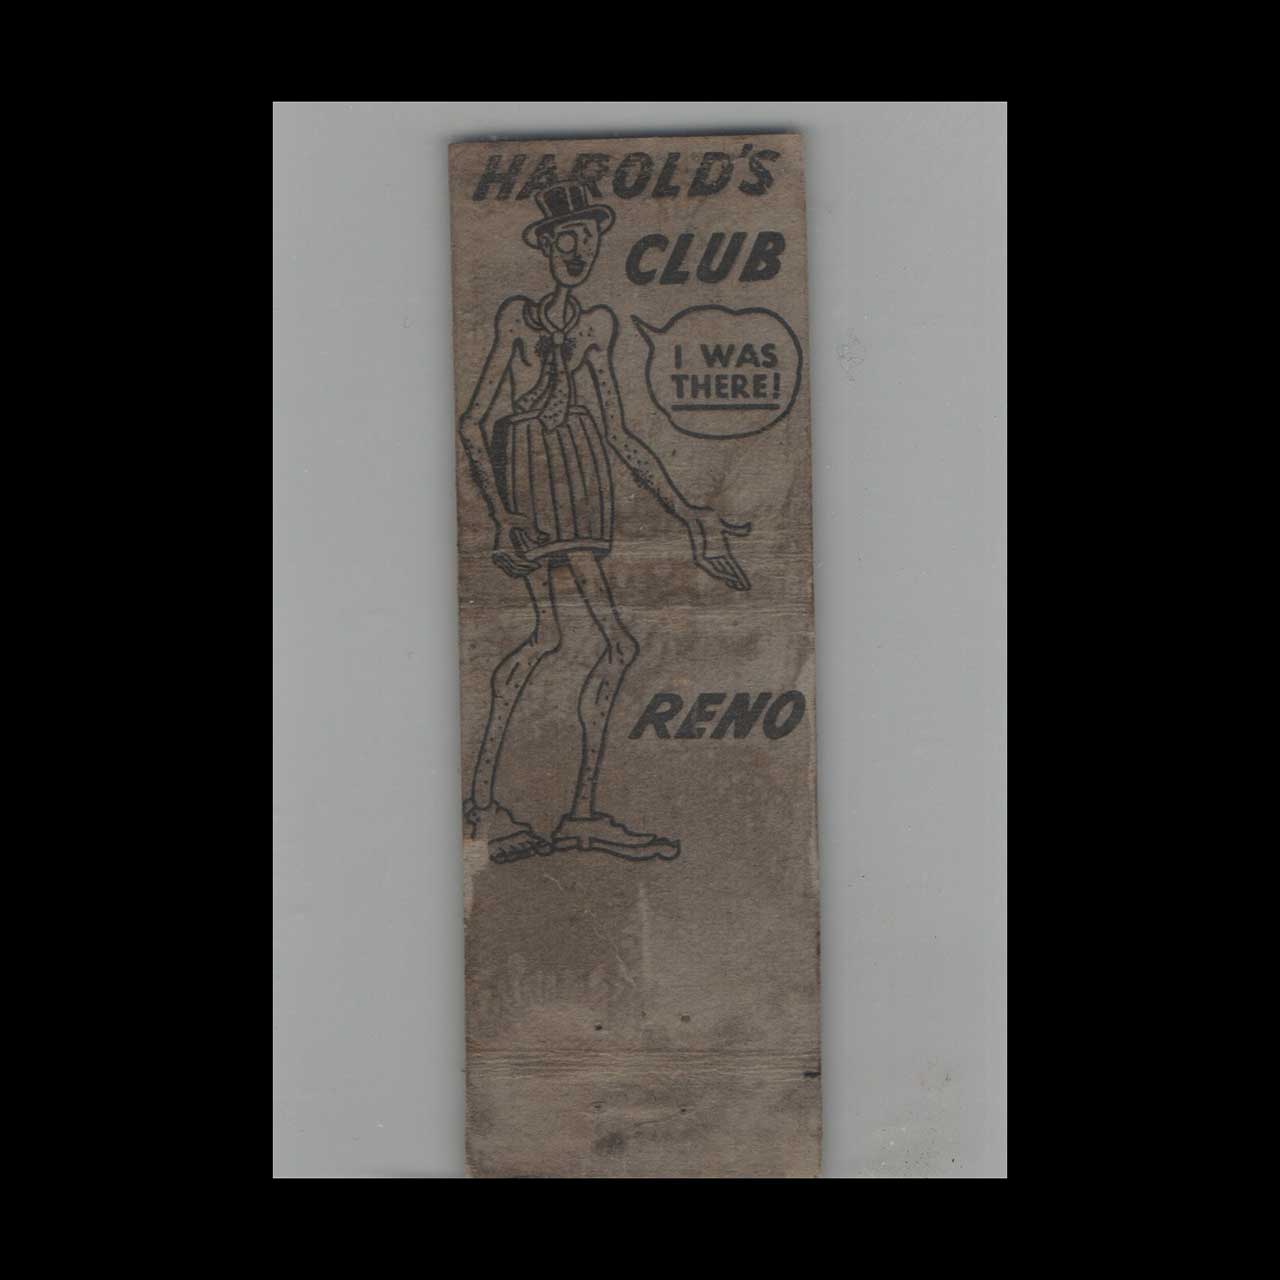 HAROLD'S
CLUB
I WAS
THERE!
RENO